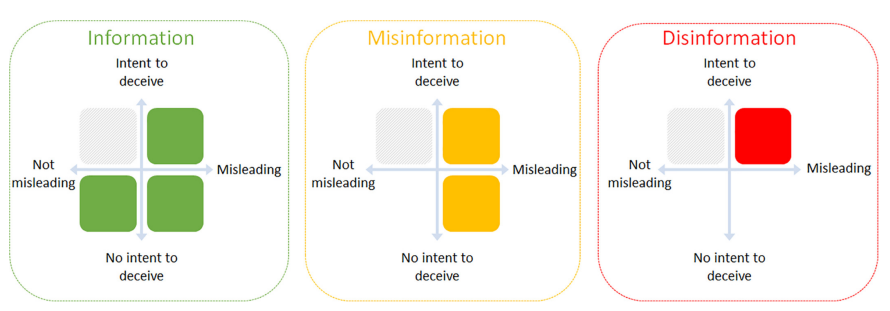 Information
Intent to
deceive
Not
misleading
Misleading
No intent to
deceive
Misinformation
Intent to
deceive
Not
misleading
Misleading
No intent to
deceive
Disinformation
Intent to
deceive
Not
misleading
Misleading
No intent to
deceive